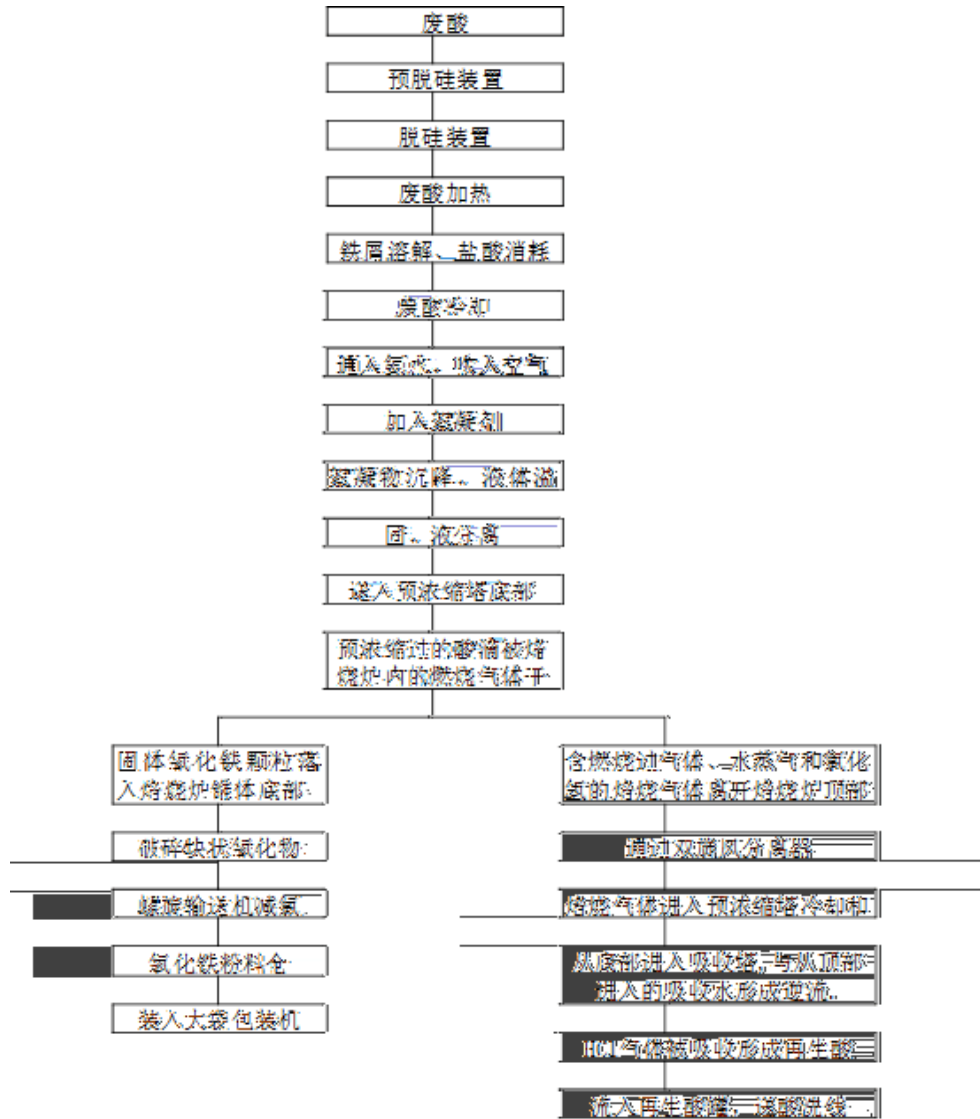 废酸
预脱硅装置
脱硅装置
废酸加热
铁屑溶解、盐酸消耗
废酸冷却
通入氨水、吹入空气
加入絮凝剂
絮凝物沉降、液体溢
固、液分离
送入预浓缩塔底部
预浓缩过的酸滴被焙
烧炉内的燃烧气体干
固体氧化铁颗粒落
入焙烧炉锥体底部
破碎块状氧化物
螺旋输送机减氯
氧化铁粉料仓
装入大袋包装机
含燃烧过气体、水蒸气和氯化
氢的焙烧气体离开焙烧炉顶部
通过双旋风分离器
焙烧气体进入预浓缩塔冷却和
从底部进入吸收塔,与从顶部
进入的吸收水形成逆流
HCl气体被吸收形成再生酸
流入再生酸罐,送酸洗线